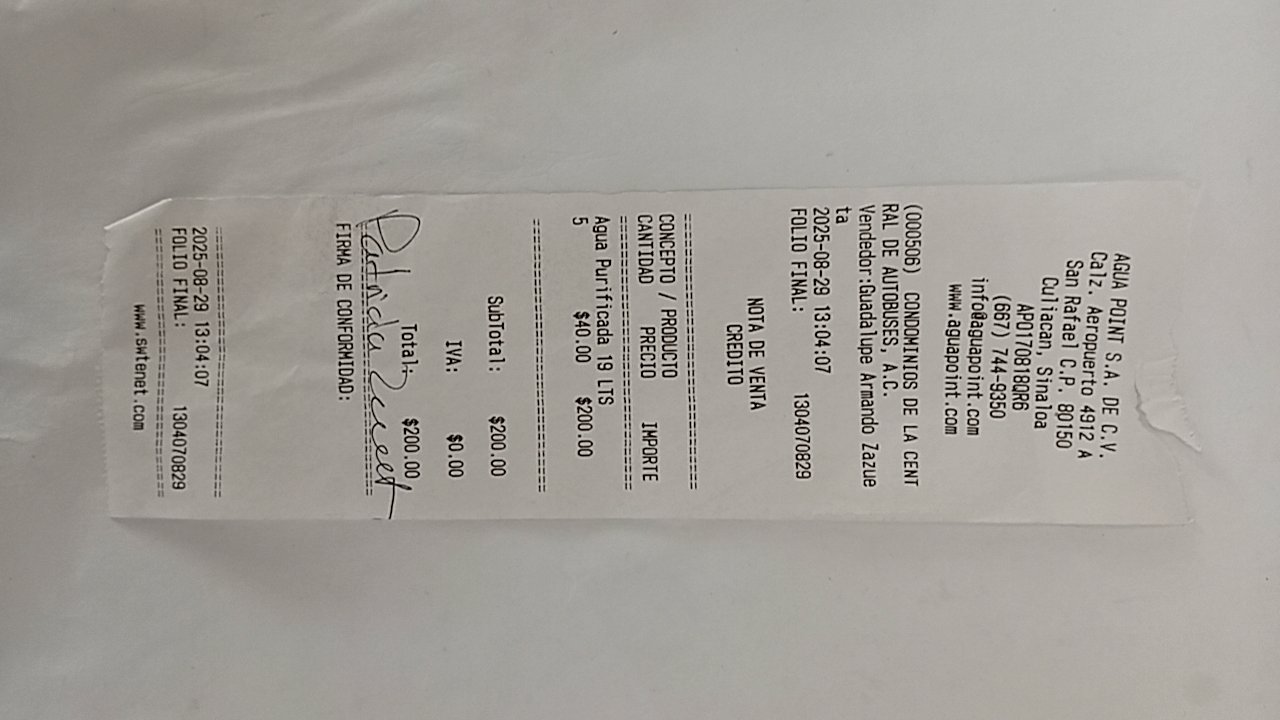 AGUA POINT S.A. DE C.V.
Calz. Aeropuerto 4912 A
San Rafael C.P. 80150
Culiacan, Sinaloa
APO170818QR6
(667) 744-9350
info@aguapoint.com
www.aguapoint.com
(000506) CONDOMINIOS DE LA CENT
RAL DE AUTOBUSES, A.C.
Vendedor:Guadalupe Armando Zazue
ta
2025-08-29 13:04:07
FOLIO FINAL: 1304070829
NOTA DE VENTA
CREDITO
================================
CONCEPTO / PRODUCTO
CANTIDAD PRECIO IMPORTE
================================
Agua Purificada 19 LTS
5 $40.00 $200.00
================================
SubTotal: $200.00
IVA: $0.00
Total: $200.00
================================
FIRMA DE CONFORMIDAD:
================================
2025-08-29 13:04:07
FOLIO FINAL: 1304070829
================================
www.swtenet.com